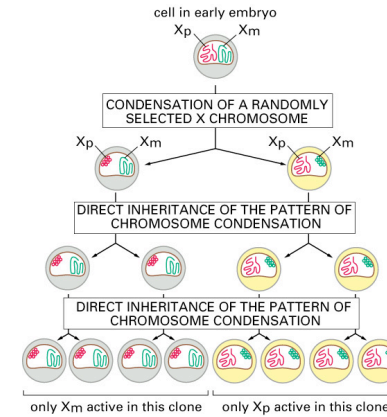 cell in early embryo
Xp Xm
CONDENSATION OF A RANDOMLY
SELECTED X CHROMOSOME
Xp Xm Xp Xm
DIRECT INHERITANCE OF THE PATTERN OF
CHROMOSOME CONDENSATION
DIRECT INHERITANCE OF THE PATTERN OF
CHROMOSOME CONDENSATION
only Xm active in this clone only Xp active in this clone